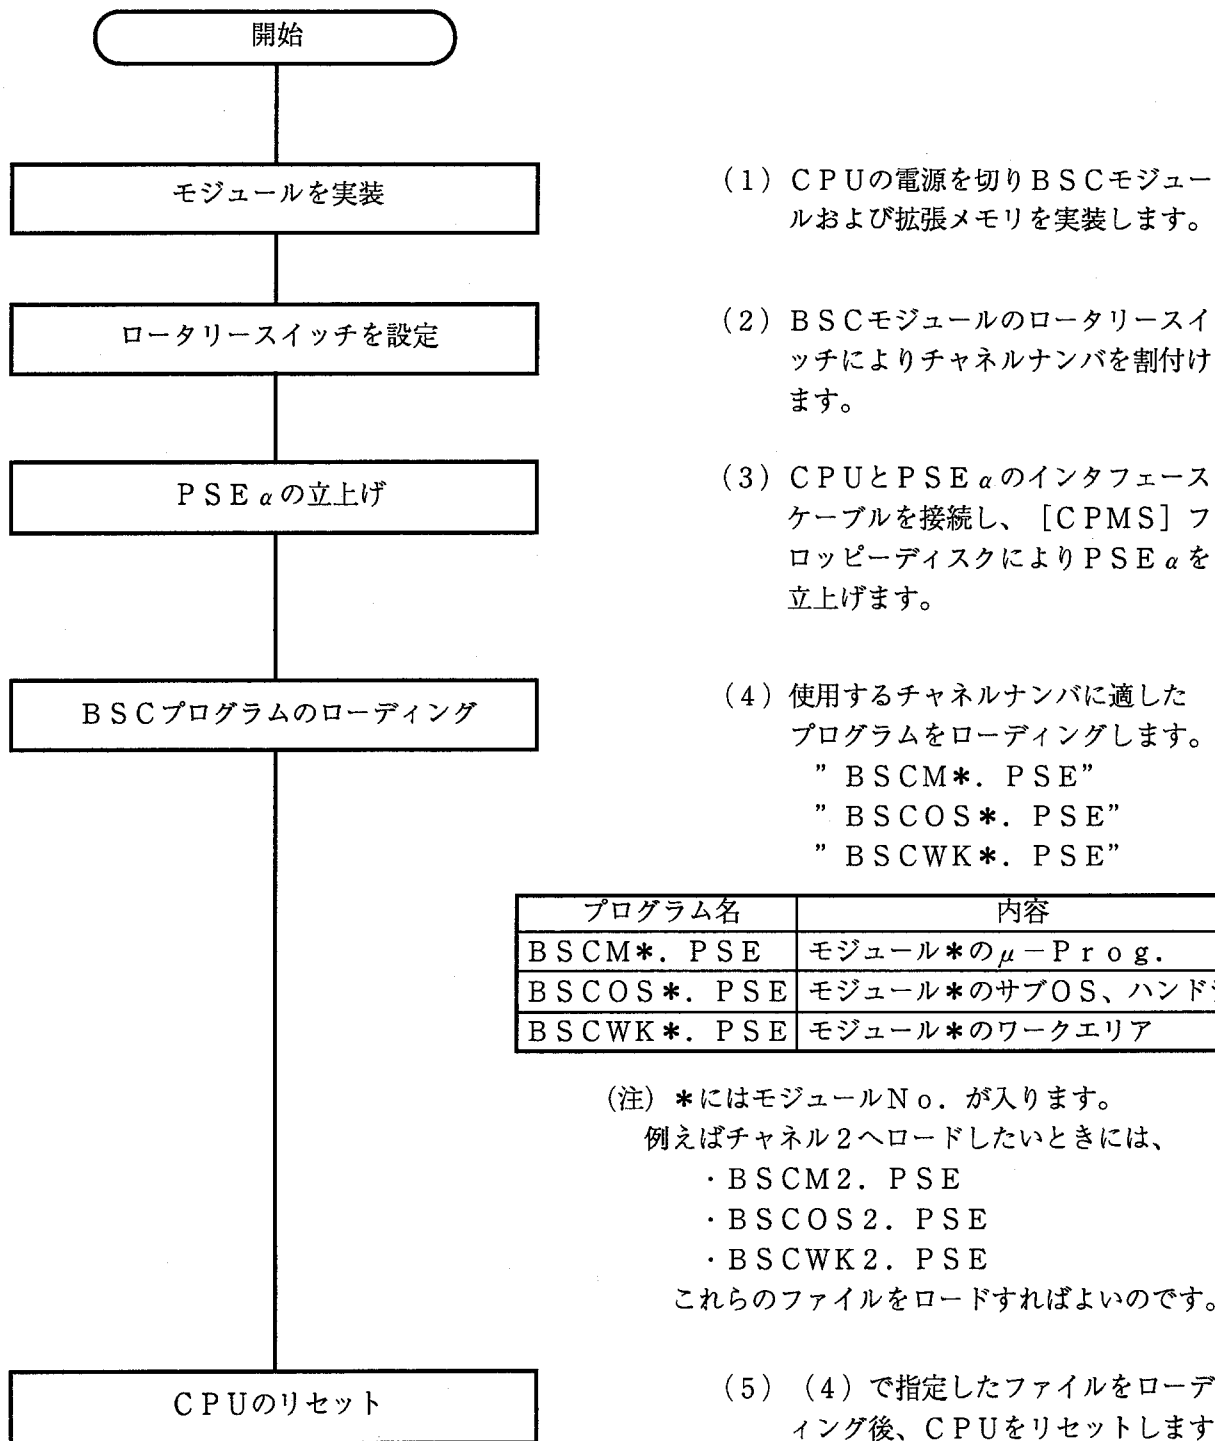 開始
モジュールを実装
(1) CPUの電源を切りBSCモジュー
ルおよび拡張メモリを実装します。
ロータリースイッチを設定
(2) BSCモジュールのロータリースイ
ッチによりチャネルナンバを割付け
ます。
PSEαの立上げ
(3) CPUとPSEαのインタフェース
ケーブルを接続し、[CPMS] フ
ロッピーディスクによりPSEαを
立上げます。
BSCプログラムのローディング
(4) 使用するチャネルナンバに適した
プログラムをローディングします。
”BSCM*.PSE”
”BSCOS*.PSE”
”BSCWK*.PSE”
プログラム名 内容
BSCM*.PSE モジュール*のμ-Prog.
BSCOS*.PSE モジュール*のサブOS、ハンド
BSCWK*.PSE モジュール*のワークエリア
(注) *にはモジュールNo.が入ります。
例えばチャネル2へロードしたいときには、
・BSCM2.PSE
・BSCOS2.PSE
・BSCWK2.PSE
これらのファイルをロードすればよいのです。
CPUのリセット
(5) (4)で指定したファイルをローデ
ィング後、CPUをリセットします